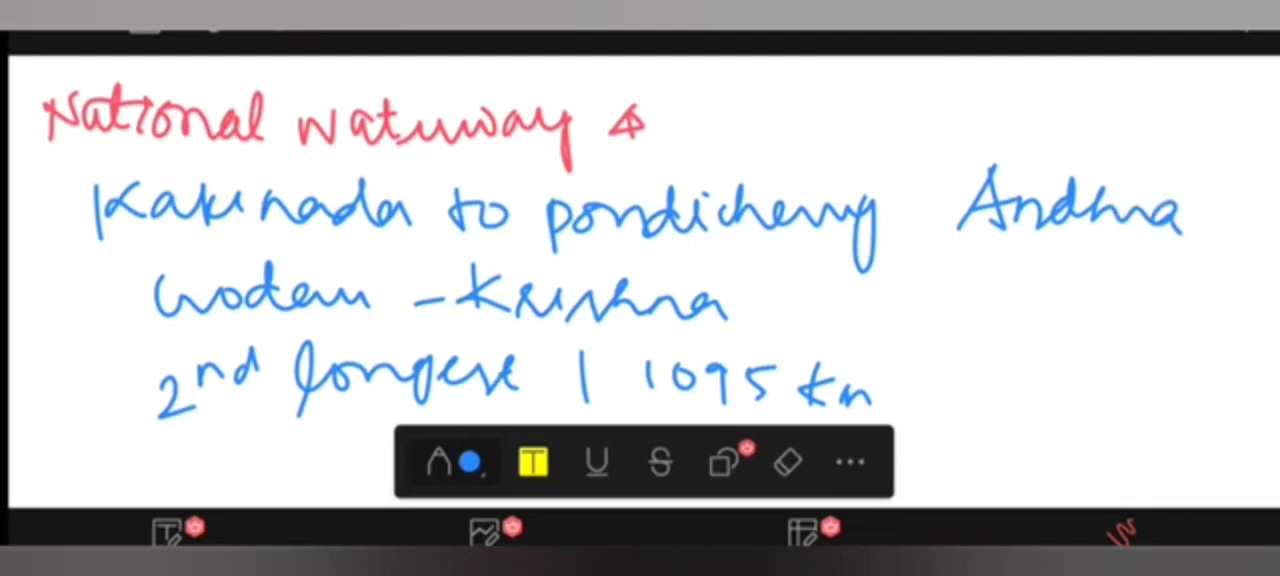 National waterway 4
Kakinada to pondicherry Andhra
Godavari - Krishna
2nd longest | 1095 km